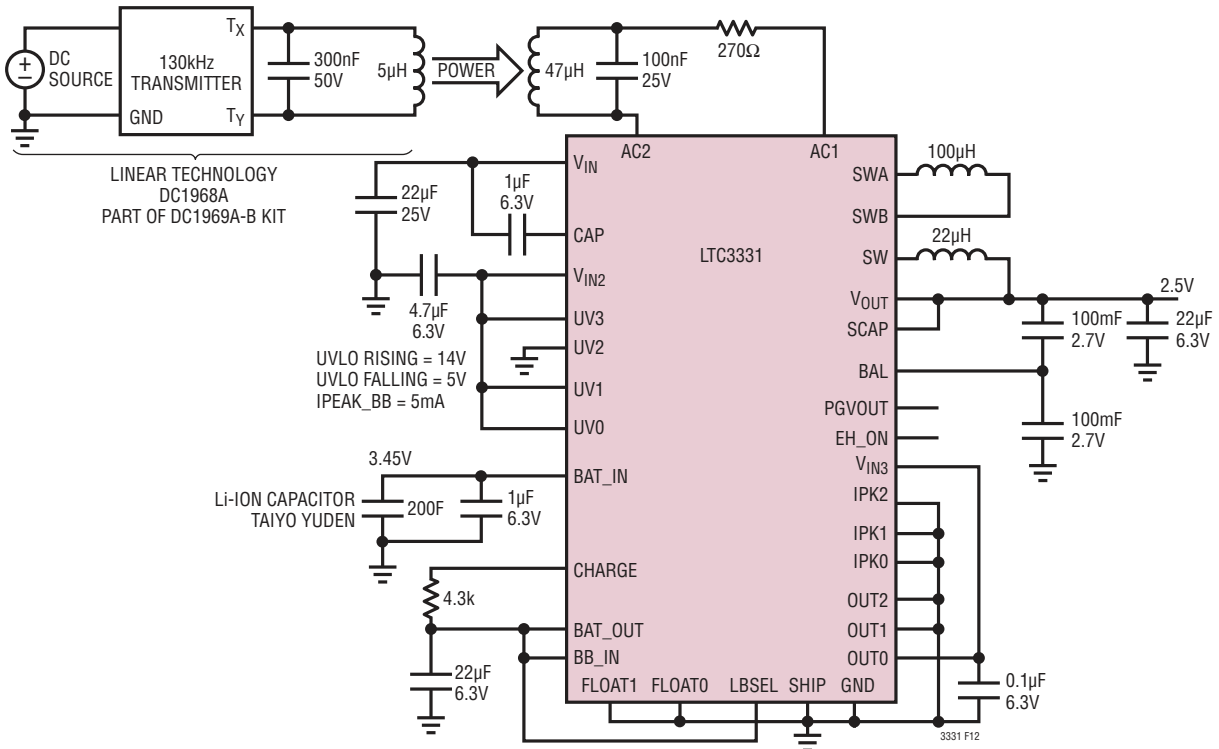 DC
SOURCE
130kHz
TRANSMITTER
GND
TX
TY
300nF
50V
5µH
POWER
47µH
100nF
25V
270Ω
LINEAR TECHNOLOGY
DC1968A
PART OF DC1969A-B KIT
AC2
AC1
LTC3331
22µF
25V
1µF
6.3V
4.7µF
6.3V
UVLO RISING = 14V
UVLO FALLING = 5V
IPEAK_BB = 5mA
3.45V
Li-ION CAPACITOR
TAIYO YUDEN
200F
1µF
6.3V
4.3k
22µF
6.3V
VIN
CAP
VIN2
UV3
UV2
UV1
UV0
BAT_IN
CHARGE
BAT_OUT
BB_IN
FLOAT1
FLOAT0
LBSEL
SHIP
GND
SWA
SWB
SW
VOUT
SCAP
BAL
PGVOUT
EH_ON
VIN3
IPK2
IPK1
IPK0
OUT2
OUT1
OUT0
100µH
22µH
2.5V
100mF
2.7V
22µF
6.3V
100mF
2.7V
0.1µF
6.3V
3331 F12